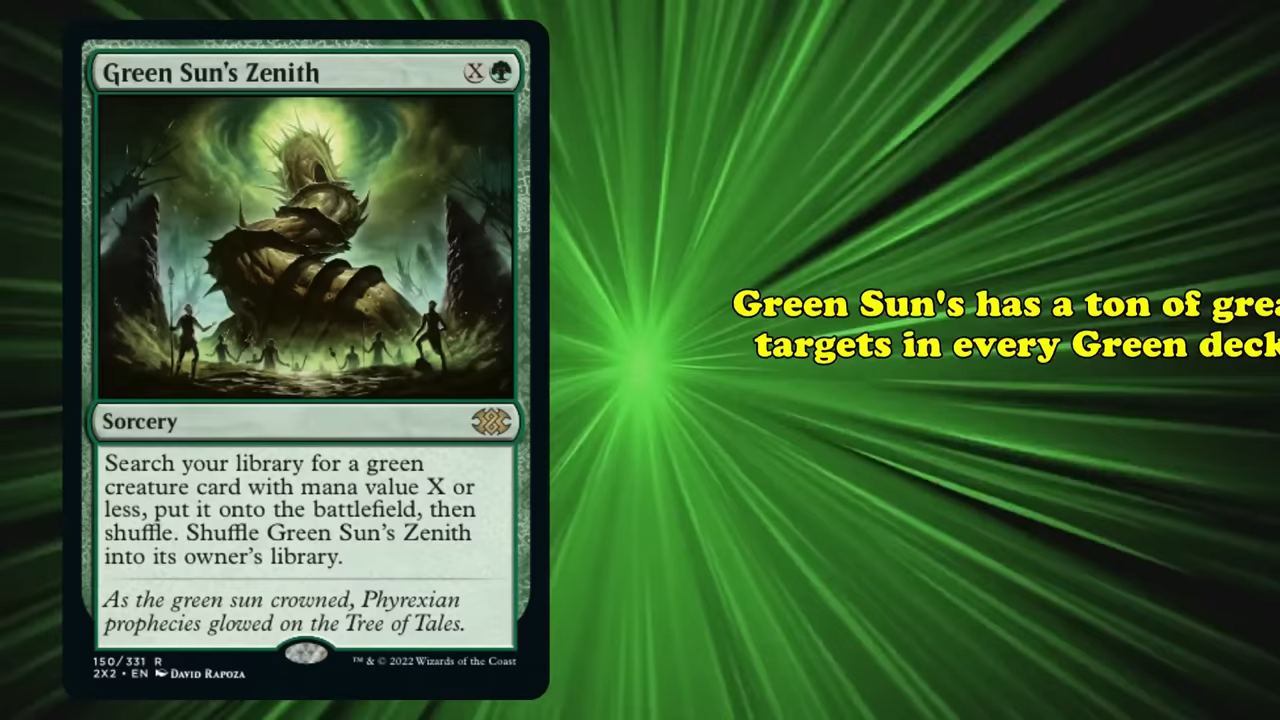 Green Sun's Zenith X
Sorcery
Search your library for a green
creature card with mana value X or
less, put it onto the battlefield, then
shuffle. Shuffle Green Sun's Zenith
into its owner's library.
As the green sun crowned, Phyrexian
prophecies glowed on the Tree of Tales.
150/331 R
2X2 • EN David Rapoza
™ & © 2022 Wizards of the Coast
Green Sun's has a ton of grea
targets in every Green deck